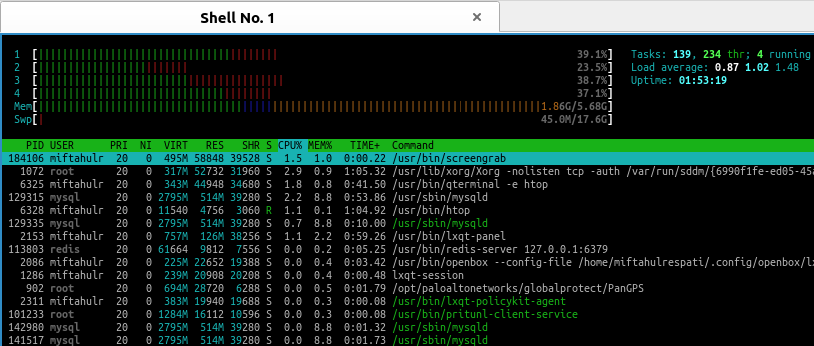 Shell No. 1 ×
1 [|||||||||||||||||||||||||||||||||||||||| 39.1%] Tasks: 139, 234 thr; 4 running
2 [||||||||||||||||||||||||| 23.5%] Load average: 0.87 1.02 1.48
3 [||||||||||||||||||||||||||||||||||||||||| 38.7%] Uptime: 01:53:19
4 [||||||||||||||||||||||||||||||||||||||| 37.1%]
Mem[||||||||||||||||||||||||||||||||||||||||||||||||||||||||||||||||||||||||||||||||||||1.86G/5.68G]
Swp[| 45.0M/17.6G]
PID USER PRI NI VIRT RES SHR S CPU% MEM% TIME+ Command
184106 miftahulr 20 0 495M 58848 39528 S 1.5 1.0 0:00.22 /usr/bin/screengrab
1072 root 20 0 317M 52732 31960 S 2.9 0.9 1:05.32 /usr/lib/xorg/Xorg -nolisten tcp -auth /var/run/sddm/{6990f1fe-ed05-45a
6325 miftahulr 20 0 343M 44948 34680 S 1.8 0.8 0:41.50 /usr/bin/qterminal -e htop
129315 mysql 20 0 2795M 514M 39280 S 2.2 8.8 0:53.86 /usr/sbin/mysqld
6328 miftahulr 20 0 11540 4756 3060 R 1.1 0.1 1:04.92 /usr/bin/htop
129335 mysql 20 0 2795M 514M 39280 S 0.7 8.8 0:10.00 /usr/sbin/mysqld
2153 miftahulr 20 0 757M 126M 38256 S 1.1 2.2 0:59.26 /usr/bin/lxqt-panel
113803 redis 20 0 61664 9812 7556 S 0.0 0.2 0:05.25 /usr/bin/redis-server 127.0.0.1:6379
2086 miftahulr 20 0 225M 22652 19388 S 0.0 0.4 0:03.42 /usr/bin/openbox --config-file /home/miftahulrespati/.config/openbox/lx
1286 miftahulr 20 0 239M 20908 20208 S 0.0 0.4 0:00.48 lxqt-session
902 root 20 0 694M 28720 6288 S 0.0 0.5 0:01.79 /opt/paloaltonetworks/globalprotect/PanGPS
2311 miftahulr 20 0 383M 19940 19688 S 0.0 0.3 0:00.08 /usr/bin/lxqt-policykit-agent
101233 root 20 0 1284M 16112 10596 S 0.0 0.3 0:00.08 /usr/bin/pritunl-client-service
142980 mysql 20 0 2795M 514M 39280 S 0.0 8.8 0:01.32 /usr/sbin/mysqld
141517 mysql 20 0 2795M 514M 39280 S 0.0 8.8 0:01.73 /usr/sbin/mysqld